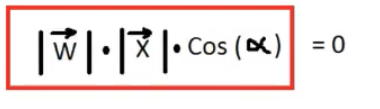 |W⃗| • |X⃗| • Cos (α) = 0